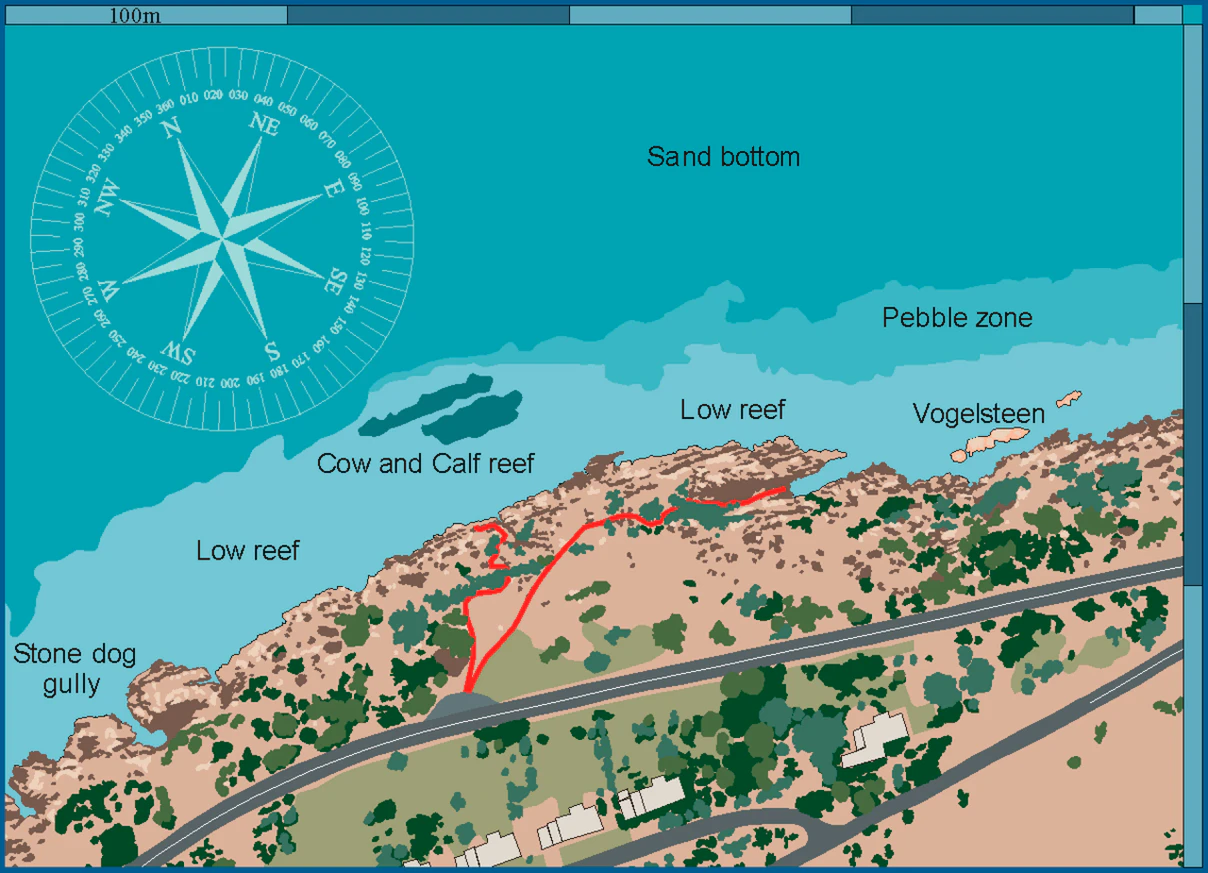 100m
360 010 020 030 040 050 060 070 080 090 100 110 120 130 140 150 160 170 180 190 200 210 220 230 240 250 260 270 280 290 300 310 320 330 340 350
N
NE
E
SE
S
SW
W
NW
Sand bottom
Pebble zone
Low reef
Vogelsteen
Cow and Calf reef
Low reef
Stone dog
gully